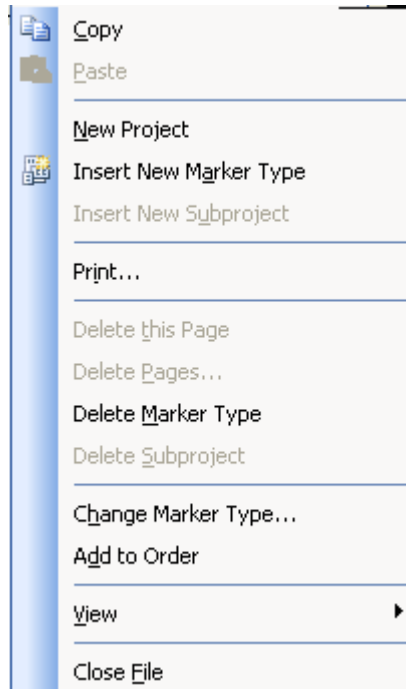 Copy
Paste
New Project
Insert New Marker Type
Insert New Subproject
Print...
Delete this Page
Delete Pages...
Delete Marker Type
Delete Subproject
Change Marker Type...
Add to Order
View
Close File